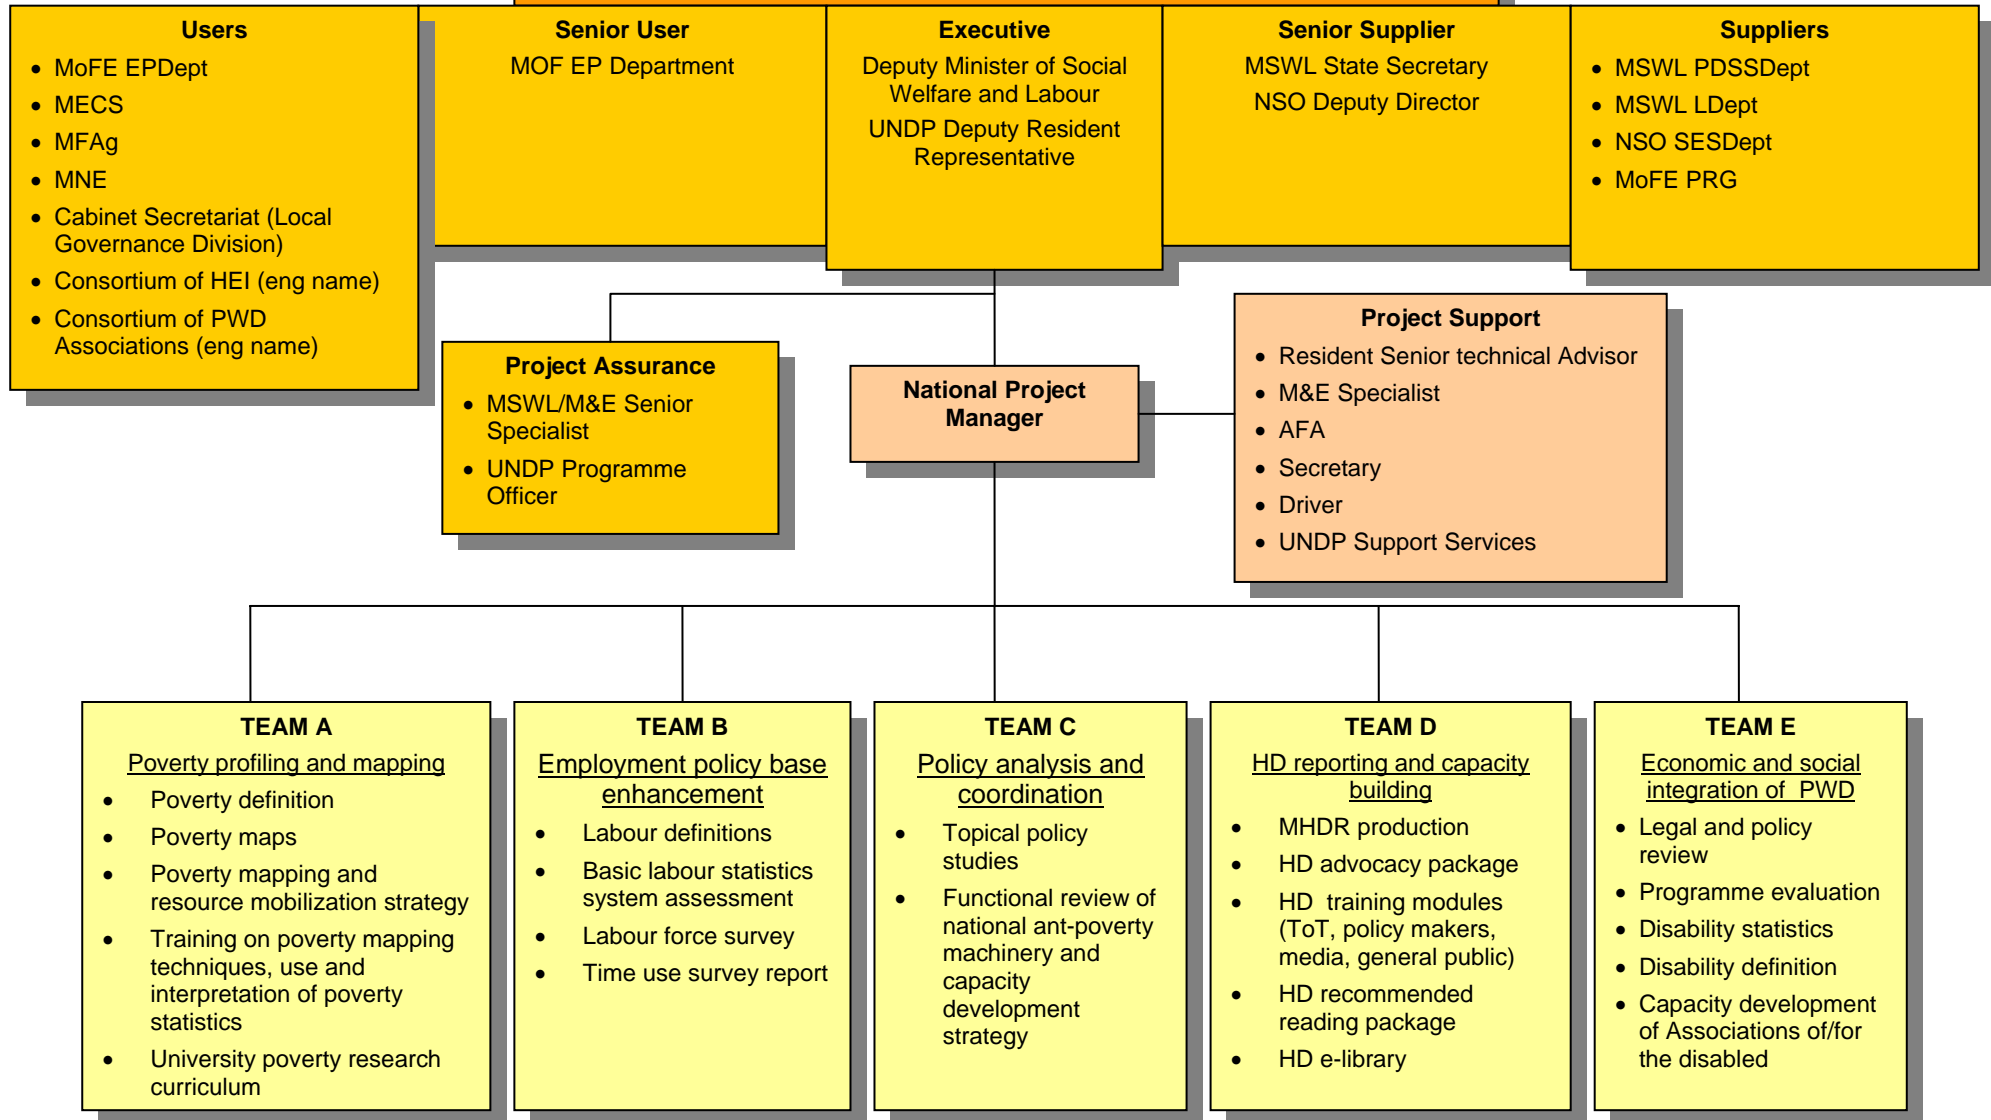 Users
• MoFE EPDept
• MECS
• MFAg
• MNE
• Cabinet Secretariat (Local
Governance Division)
• Consortium of HEI (eng name)
• Consortium of PWD
Associations (eng name)
Senior User
MOF EP Department
Executive
Deputy Minister of Social
Welfare and Labour
UNDP Deputy Resident
Representative
Senior Supplier
MSWL State Secretary
NSO Deputy Director
Suppliers
• MSWL PDSSDept
• MSWL LDept
• NSO SESDept
• MoFE PRG
Project Assurance
• MSWL/M&E Senior
Specialist
• UNDP Programme
Officer
National Project
Manager
Project Support
• Resident Senior technical Advisor
• M&E Specialist
• AFA
• Secretary
• Driver
• UNDP Support Services
TEAM A
Poverty profiling and mapping
• Poverty definition
• Poverty maps
• Poverty mapping and
resource mobilization strategy
• Training on poverty mapping
techniques, use and
interpretation of poverty
statistics
• University poverty research
curriculum
TEAM B
Employment policy base
enhancement
• Labour definitions
• Basic labour statistics
system assessment
• Labour force survey
• Time use survey report
TEAM C
Policy analysis and
coordination
• Topical policy
studies
• Functional review of
national ant-poverty
machinery and
capacity
development
strategy
TEAM D
HD reporting and capacity
building
• MHDR production
• HD advocacy package
• HD training modules
(ToT, policy makers,
media, general public)
• HD recommended
reading package
• HD e-library
TEAM E
Economic and social
integration of PWD
• Legal and policy
review
• Programme evaluation
• Disability statistics
• Disability definition
• Capacity development
of Associations of/for
the disabled